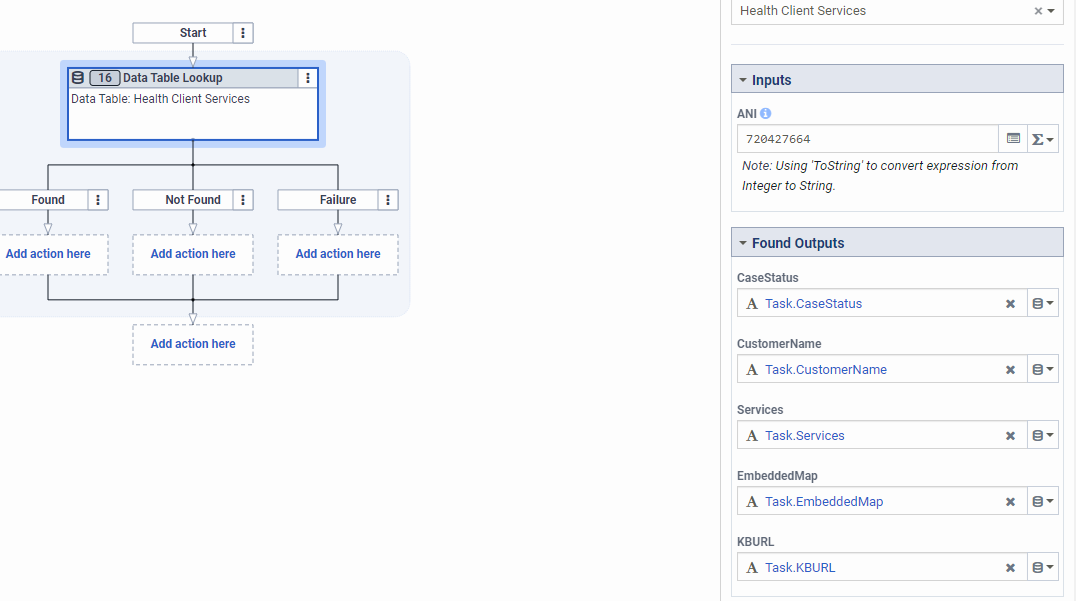 Start
16 Data Table Lookup
Data Table: Health Client Services
Found
Not Found
Failure
Add action here
Add action here
Add action here
Add action here
Health Client Services
Inputs
ANI
720427664
Note: Using 'ToString' to convert expression from
Integer to String.
Found Outputs
CaseStatus
A Task.CaseStatus
CustomerName
A Task.CustomerName
Services
A Task.Services
EmbeddedMap
A Task.EmbeddedMap
KBURL
A Task.KBURL